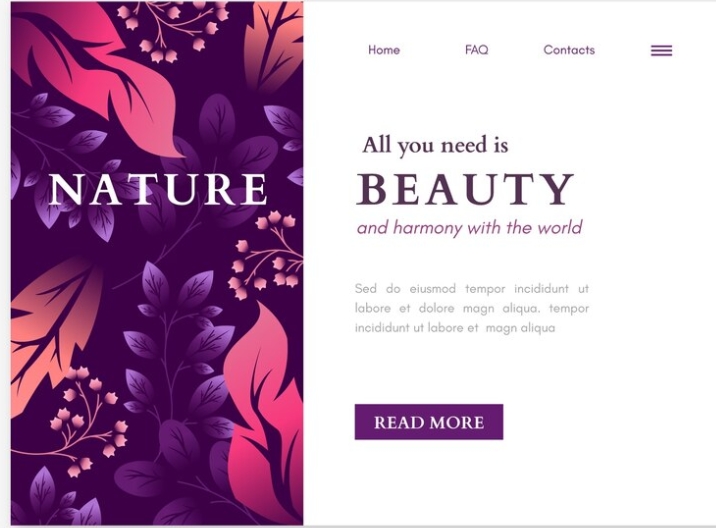 Home FAQ Contacts
NATURE
All you need is
BEAUTY
and harmony with the world
Sed do eiusmod tempor incididunt ut
labore et dolore magn aliqua. tempor
incididunt ut labore et magn aliqua
READ MORE